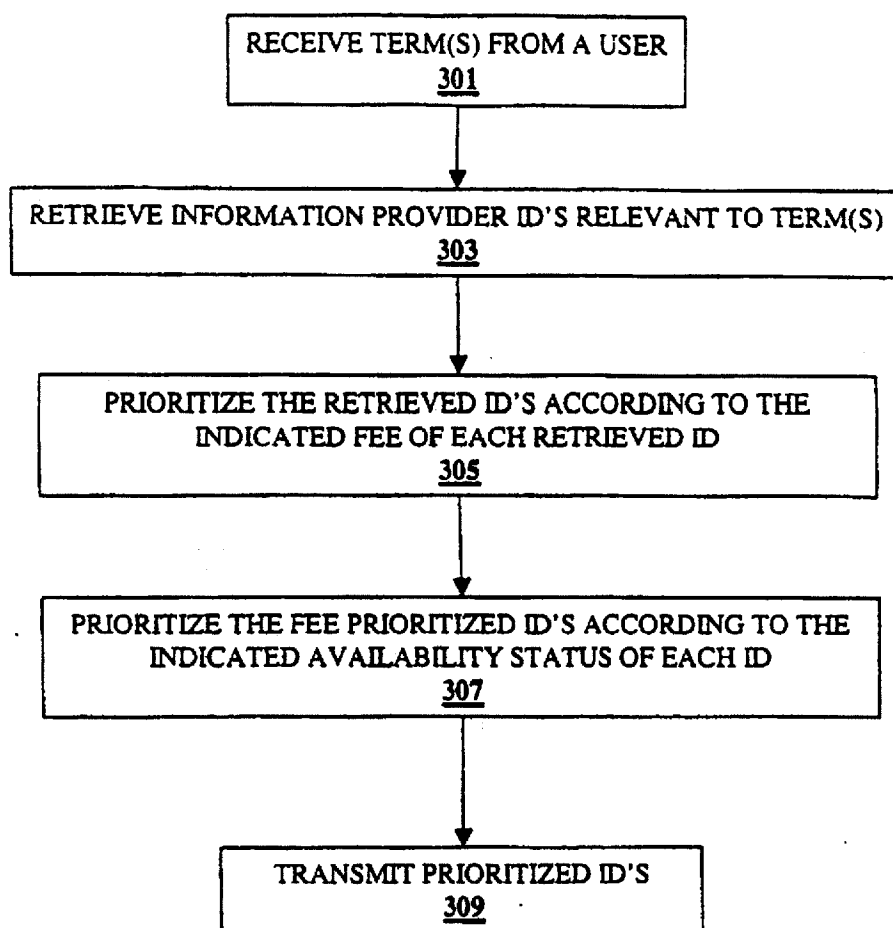 RECEIVE TERM(S) FROM A USER
301
RETRIEVE INFORMATION PROVIDER ID'S RELEVANT TO TERM(S)
303
PRIORITIZE THE RETRIEVED ID'S ACCORDING TO THE
INDICATED FEE OF EACH RETRIEVED ID
305
PRIORITIZE THE FEE PRIORITIZED ID'S ACCORDING TO THE
INDICATED AVAILABILITY STATUS OF EACH ID
307
TRANSMIT PRIORITIZED ID'S
309